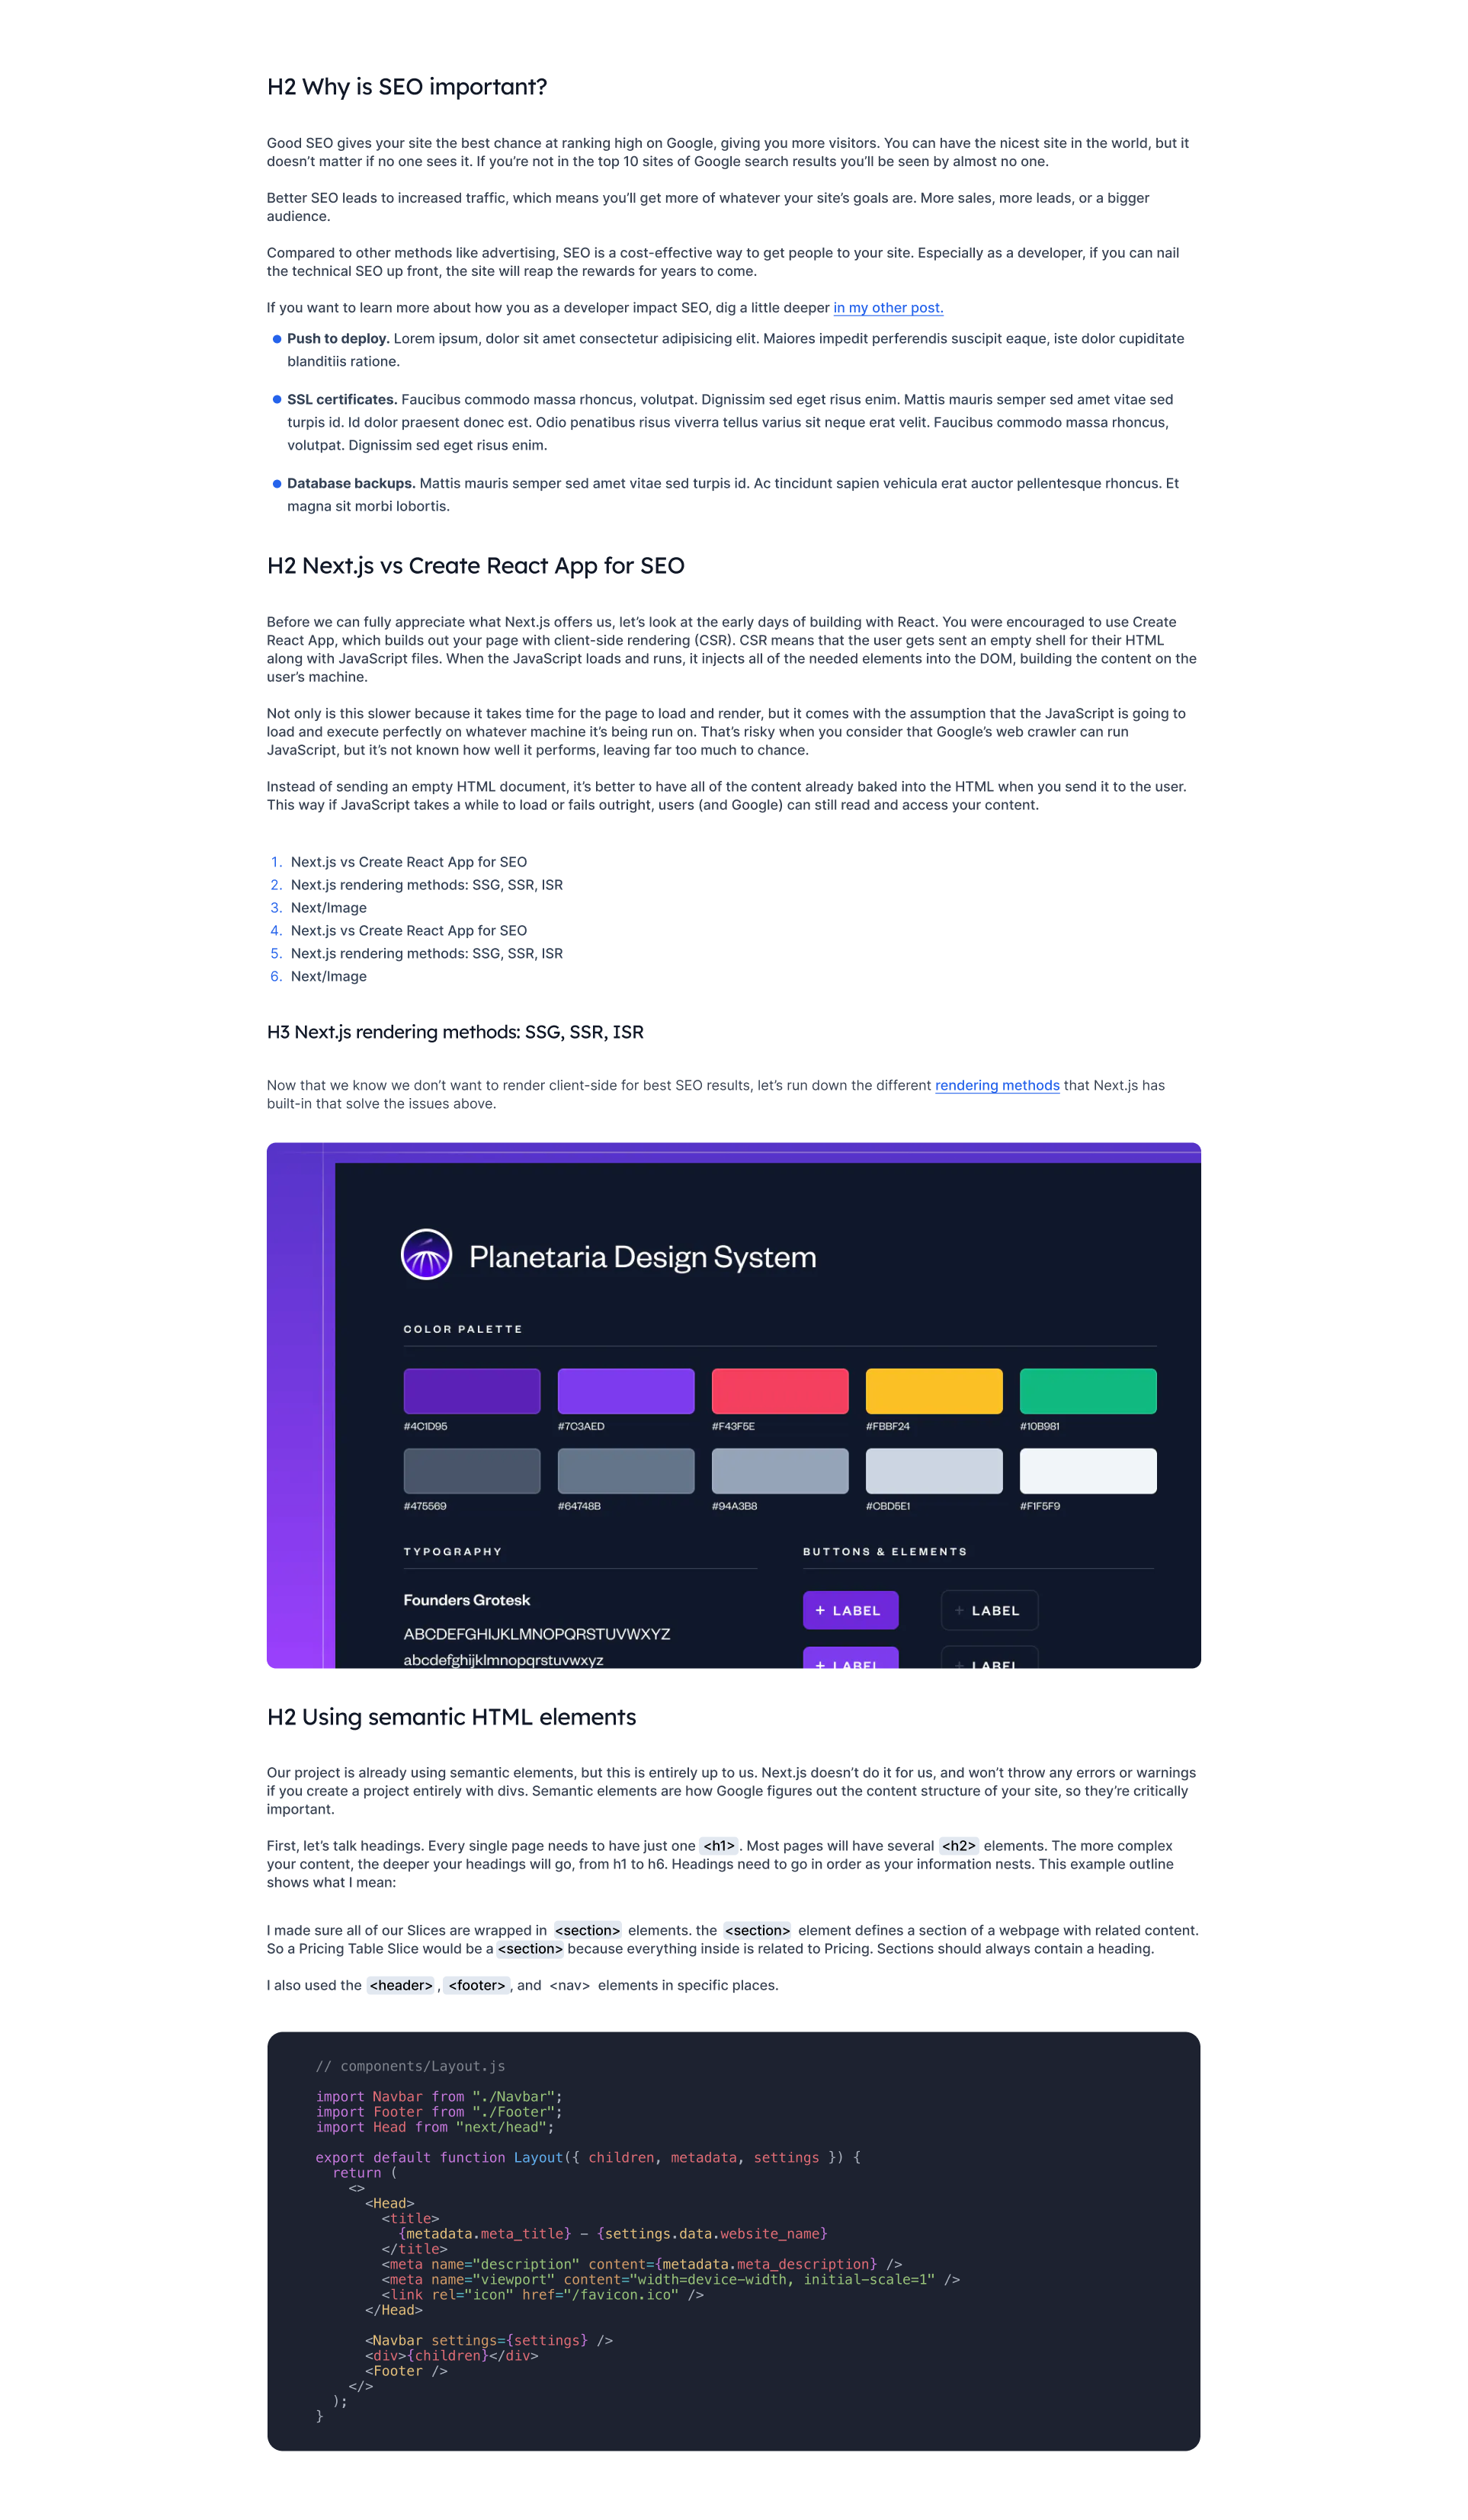 H2 Why is SEO important?
Good SEO gives your site the best chance at ranking high on Google, giving you more visitors. You can have the nicest site in the world, but it
doesn’t matter if no one sees it. If you’re not in the top 10 sites of Google search results you’ll be seen by almost no one.
Better SEO leads to increased traffic, which means you’ll get more of whatever your site’s goals are. More sales, more leads, or a bigger
audience.
Compared to other methods like advertising, SEO is a cost-effective way to get people to your site. Especially as a developer, if you can nail
the technical SEO up front, the site will reap the rewards for years to come.
If you want to learn more about how you as a developer impact SEO, dig a little deeper in my other post.
Push to deploy. Lorem ipsum, dolor sit amet consectetur adipisicing elit. Maiores impedit perferendis suscipit eaque, iste dolor cupiditate
blanditiis ratione.
SSL certificates. Faucibus commodo massa rhoncus, volutpat. Dignissim sed eget risus enim. Mattis mauris semper sed amet vitae sed
turpis id. Id dolor praesent donec est. Odio penatibus risus viverra tellus varius sit neque erat velit. Faucibus commodo massa rhoncus,
volutpat. Dignissim sed eget risus enim.
Database backups. Mattis mauris semper sed amet vitae sed turpis id. Ac tincidunt sapien vehicula erat auctor pellentesque rhoncus. Et
magna sit morbi lobortis.
H2 Next.js vs Create React App for SEO
Before we can fully appreciate what Next.js offers us, let’s look at the early days of building with React. You were encouraged to use Create
React App, which builds out your page with client-side rendering (CSR). CSR means that the user gets sent an empty shell for their HTML
along with JavaScript files. When the JavaScript loads and runs, it injects all of the needed elements into the DOM, building the content on the
user’s machine.
Not only is this slower because it takes time for the page to load and render, but it comes with the assumption that the JavaScript is going to
load and execute perfectly on whatever machine it’s being run on. That’s risky when you consider that Google’s web crawler can run
JavaScript, but it’s not known how well it performs, leaving far too much to chance.
Instead of sending an empty HTML document, it’s better to have all of the content already baked into the HTML when you send it to the user.
This way if JavaScript takes a while to load or fails outright, users (and Google) can still read and access your content.
1. Next.js vs Create React App for SEO
2. Next.js rendering methods: SSG, SSR, ISR
3. Next/Image
4. Next.js vs Create React App for SEO
5. Next.js rendering methods: SSG, SSR, ISR
6. Next/Image
H3 Next.js rendering methods: SSG, SSR, ISR
Now that we know we don’t want to render client-side for best SEO results, let’s run down the different rendering methods that Next.js has
built-in that solve the issues above.
Planetaria Design System
COLOR PALETTE
#4C1D95 #7C3AED #F43F5E #FBBF24 #10B981
#475569 #64748B #94A3B8 #CBD5E1 #F1F5F9
TYPOGRAPHY
Founders Grotesk
ABCDEFGHIJKLMNOPQRSTUVWXYZ
abcdefghijklmnopqrstuvwxyz
BUTTONS & ELEMENTS
+ LABEL + LABEL
+ LABEL + LABEL
H2 Using semantic HTML elements
Our project is already using semantic elements, but this is entirely up to us. Next.js doesn’t do it for us, and won’t throw any errors or warnings
if you create a project entirely with divs. Semantic elements are how Google figures out the content structure of your site, so they’re critically
important.
First, let’s talk headings. Every single page needs to have just one <h1>. Most pages will have several <h2> elements. The more complex
your content, the deeper your headings will go, from h1 to h6. Headings need to go in order as your information nests. This example outline
shows what I mean:
I made sure all of our Slices are wrapped in <section> elements. the <section> element defines a section of a webpage with related content.
So a Pricing Table Slice would be a <section> because everything inside is related to Pricing. Sections should always contain a heading.
I also used the <header>, <footer>, and <nav> elements in specific places.
// components/Layout.js
import Navbar from "./Navbar";
import Footer from "./Footer";
import Head from "next/head";
export default function Layout({ children, metadata, settings }) {
return (
<>
<Head>
<title>
{metadata.meta_title} – {settings.data.website_name}
</title>
<meta name="description" content={metadata.meta_description} />
<meta name="viewport" content="width=device-width, initial-scale=1" />
<link rel="icon" href="/favicon.ico" />
</Head>
<Navbar settings={settings} />
<div>{children}</div>
<Footer />
</>
);
}